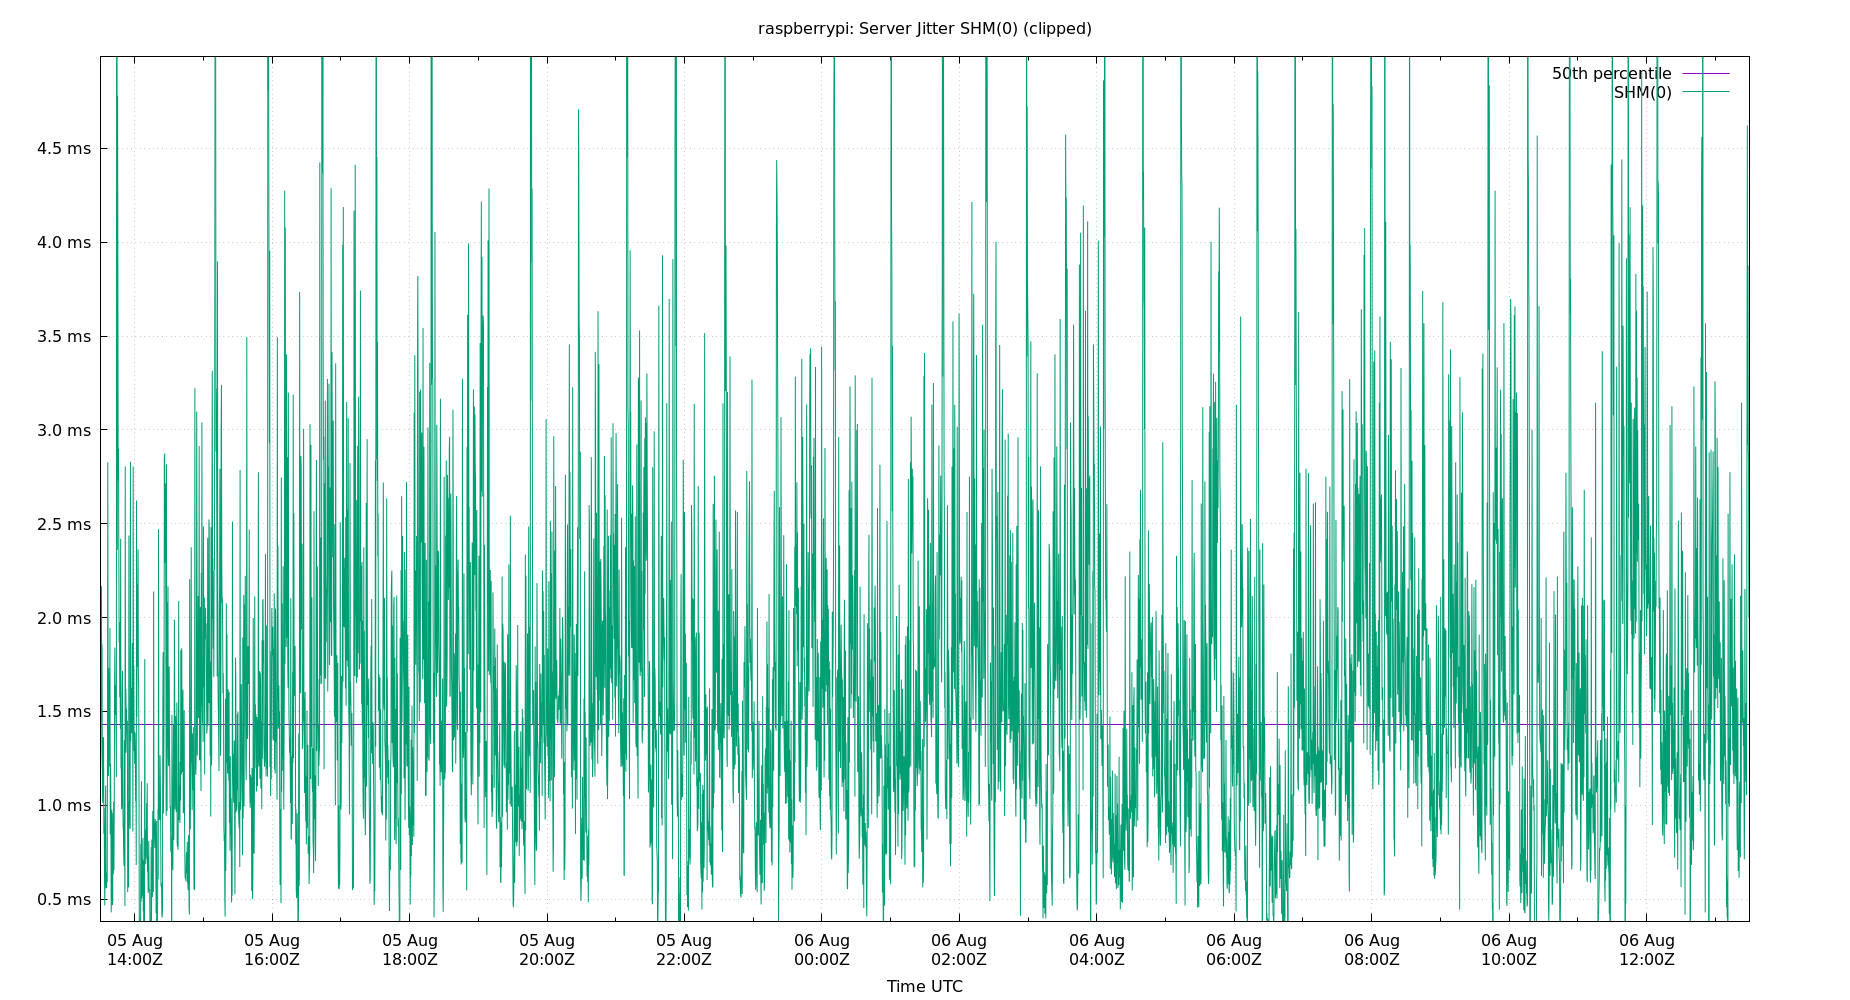 raspberrypi: Server Jitter SHM(0) (clipped)
50th percentile
SHM(0)
4.5 ms
4.0 ms
3.5 ms
3.0 ms
2.5 ms
2.0 ms
1.5 ms
1.0 ms
0.5 ms
05 Aug 05 Aug 05 Aug 05 Aug 05 Aug 06 Aug 06 Aug 06 Aug 06 Aug 06 Aug 06 Aug 06 Aug
14:00Z 16:00Z 18:00Z 20:00Z 22:00Z 00:00Z 02:00Z 04:00Z 06:00Z 08:00Z 10:00Z 12:00Z
Time UTC